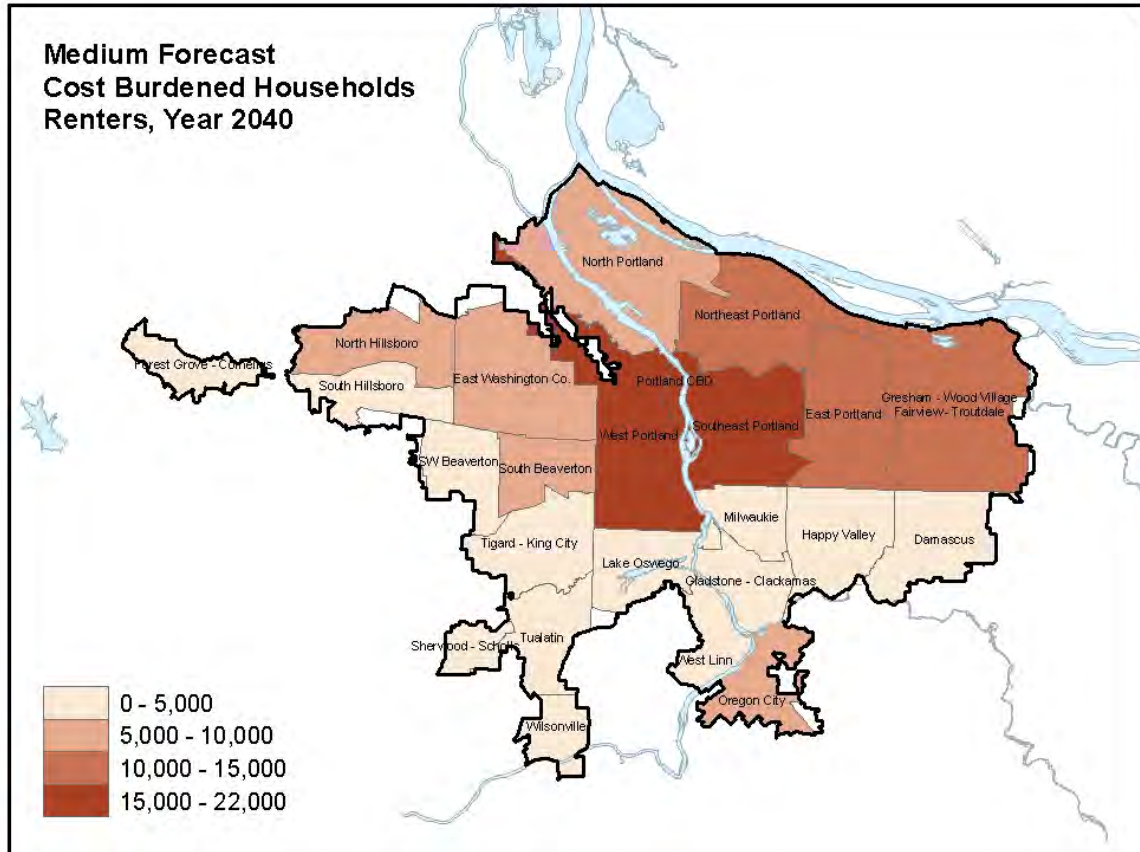 Medium Forecast
Cost Burdened Households
Renters, Year 2040
North Portland
Northeast Portland
North Hillsboro
Forest Grove - Cornelius
South Hillsboro
East Washington Co.
Portland CBD
Gresham - Wood Village
Fairview- Troutdale
East Portland
West Portland
Southeast Portland
SW Beaverton
South Beaverton
Milwaukie
Happy Valley
Damascus
Tigard - King City
Lake Oswego
Gladstone - Clackamas
Tualatin
Sherwood - Scholls
West Linn
Oregon City
Wilsonville
0 - 5,000
5,000 - 10,000
10,000 - 15,000
15,000 - 22,000